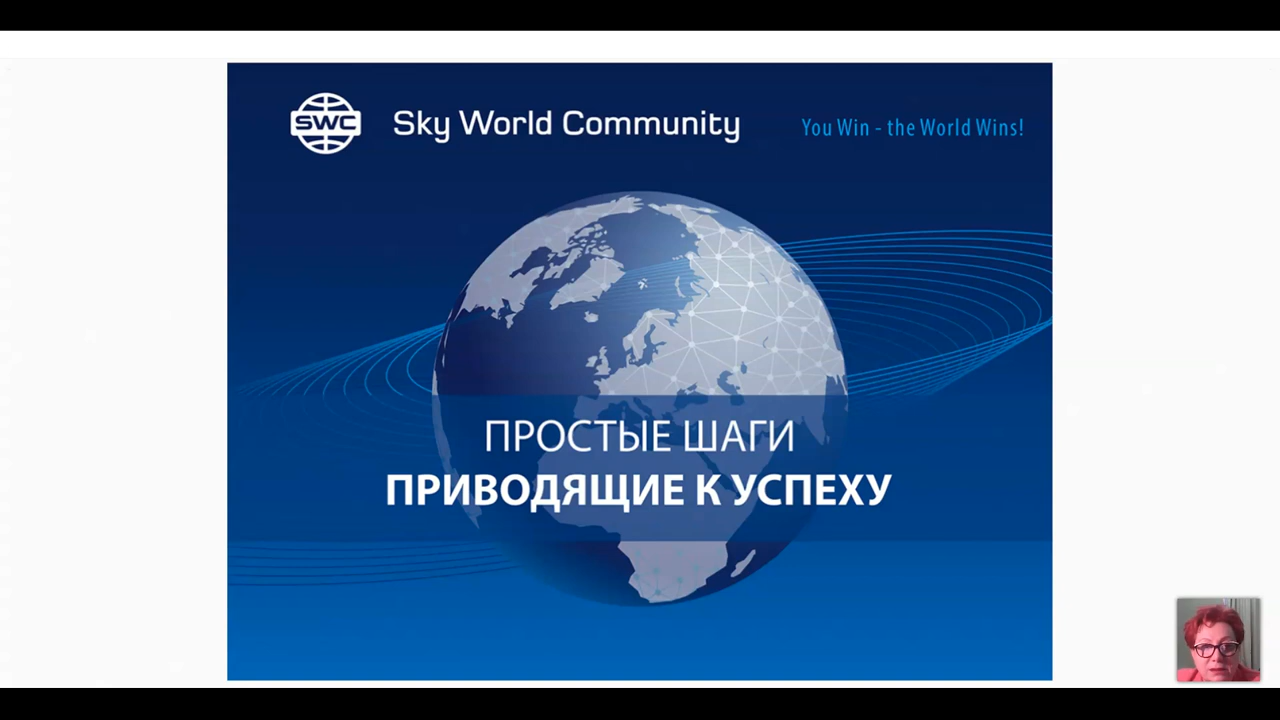 SWC
Sky World Community
You Win - the World Wins!
ПРОСТЫЕ ШАГИ
ПРИВОДЯЩИЕ К УСПЕХУ